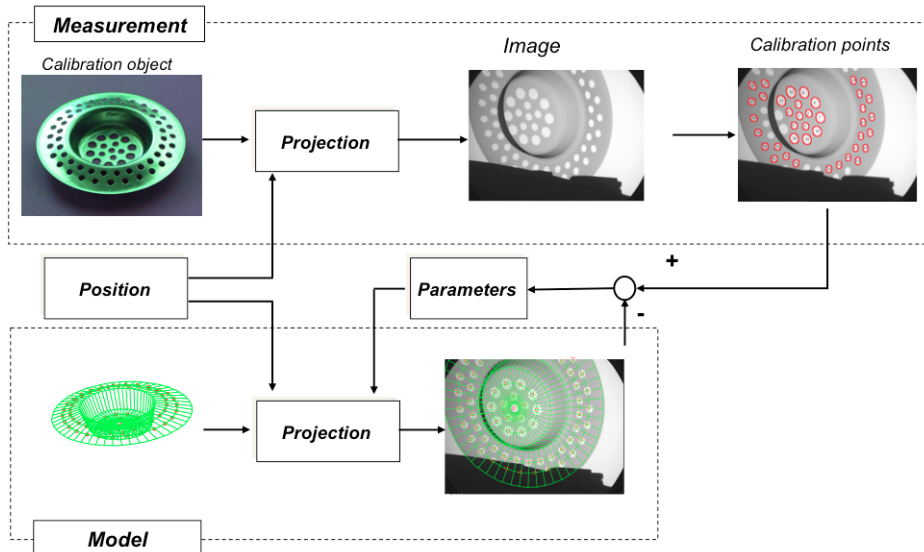 Measurement
Calibration object
Image
Calibration points
Projection
+
Position
Parameters
-
Projection
Model